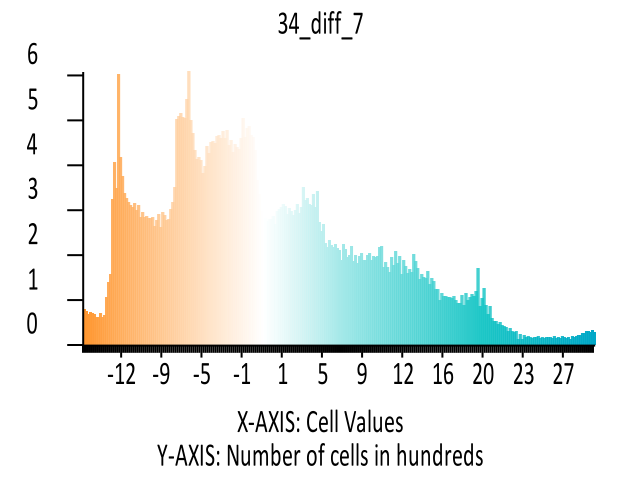 34_diff_7
6
5
4
3
2
1
0
-12 -9 -5 -1 1 5 9 12 16 20 23 27
X-AXIS: Cell Values
Y-AXIS: Number of cells in hundreds